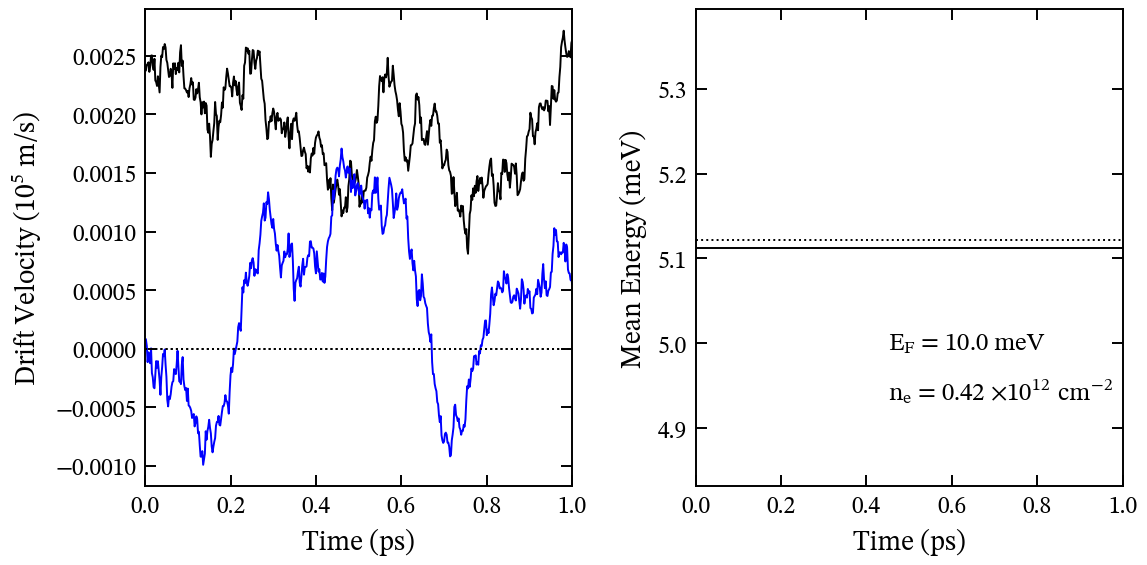 Drift Velocity (10⁵ m/s)
0.0025
0.0020
0.0015
0.0010
0.0005
0.0000
−0.0005
−0.0010
0.0 0.2 0.4 0.6 0.8 1.0
Time (ps)
Mean Energy (meV)
5.3
5.2
5.1
5.0
4.9
E_F = 10.0 meV
n_e = 0.42 ×10¹² cm⁻²
0.0 0.2 0.4 0.6 0.8 1.0
Time (ps)